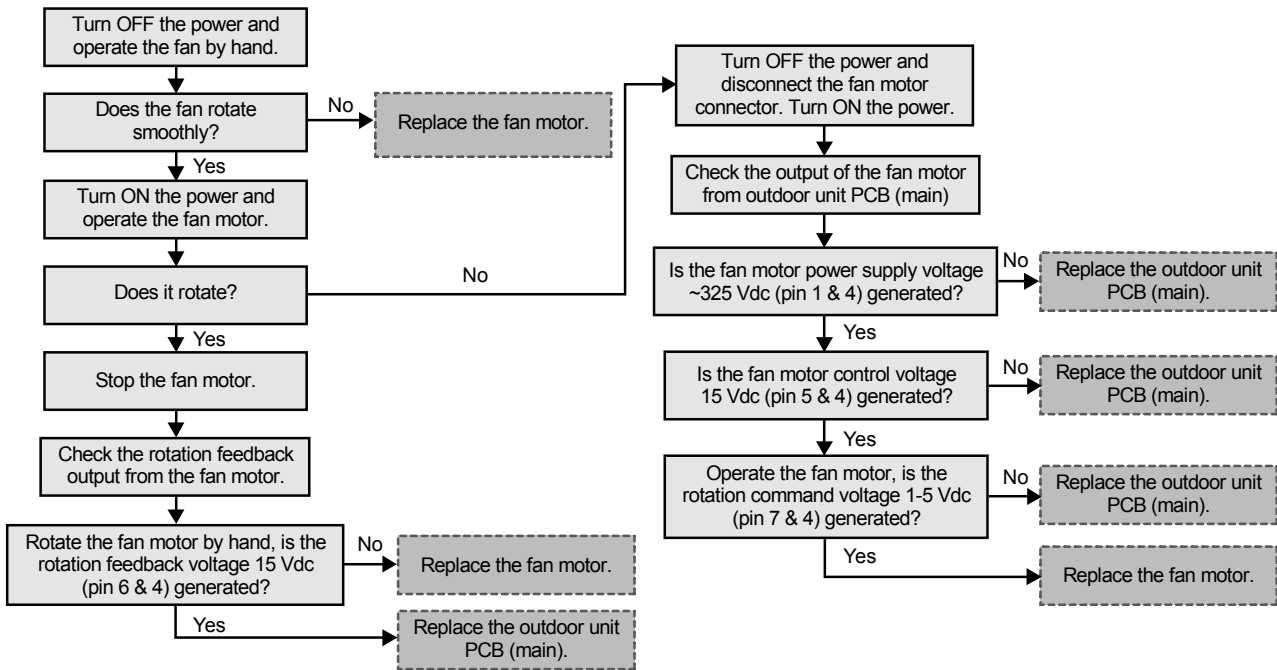 Turn OFF the power and
operate the fan by hand.
Does the fan rotate
smoothly?
No
Replace the fan motor.
Yes
Turn ON the power and
operate the fan motor.
Does it rotate?
No
Yes
Stop the fan motor.
Check the rotation feedback
output from the fan motor.
Rotate the fan motor by hand, is the
rotation feedback voltage 15 Vdc
(pin 6 & 4) generated?
No
Replace the fan motor.
Yes
Replace the outdoor unit
PCB (main).
Turn OFF the power and
disconnect the fan motor
connector. Turn ON the power.
Check the output of the fan motor
from outdoor unit PCB (main)
Is the fan motor power supply voltage
~325 Vdc (pin 1 & 4) generated?
No
Replace the outdoor unit
PCB (main).
Yes
Is the fan motor control voltage
15 Vdc (pin 5 & 4) generated?
No
Replace the outdoor unit
PCB (main).
Yes
Operate the fan motor, is the
rotation command voltage 1-5 Vdc
(pin 7 & 4) generated?
No
Replace the outdoor unit
PCB (main).
Yes
Replace the fan motor.